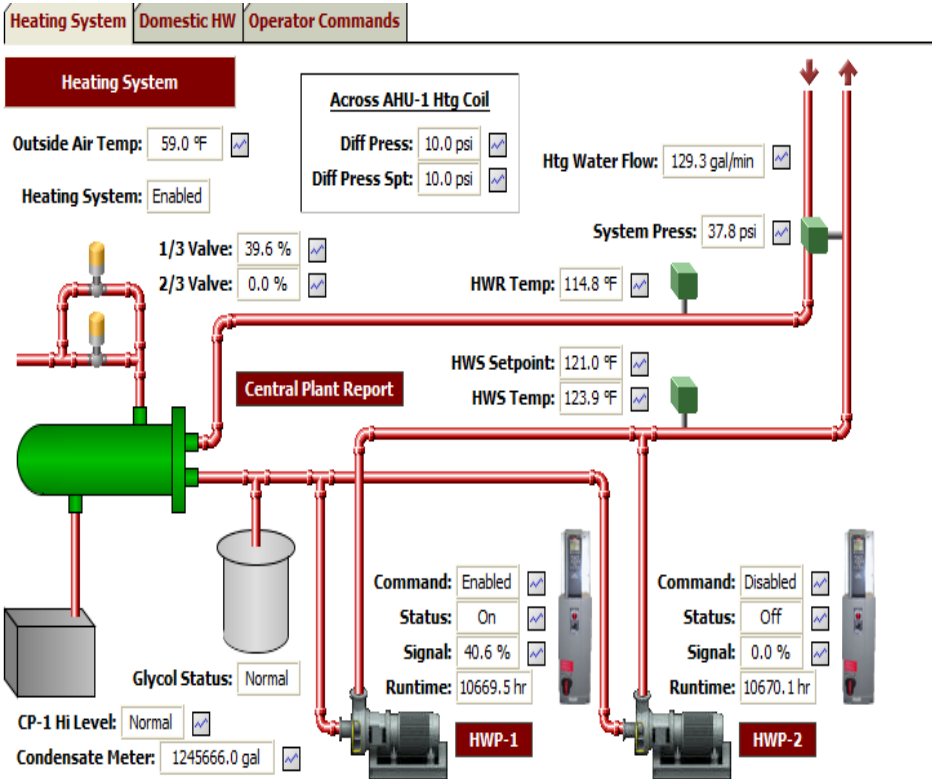 Heating System Domestic HW Operator Commands
Heating System
Across AHU-1 Htg Coil
Outside Air Temp: 59.0 ºF
Diff Press: 10.0 psi
Diff Press Spt: 10.0 psi
Htg Water Flow: 129.3 gal/min
Heating System: Enabled
System Press: 37.8 psi
1/3 Valve: 39.6 %
2/3 Valve: 0.0 %
HWR Temp: 114.8 ºF
HWS Setpoint: 121.0 ºF
HWS Temp: 123.9 ºF
Central Plant Report
Command: Enabled
Status: On
Signal: 40.6 %
Runtime: 10669.5 hr
HWP-1
Command: Disabled
Status: Off
Signal: 0.0 %
Runtime: 10670.1 hr
HWP-2
Glycol Status: Normal
CP-1 Hi Level: Normal
Condensate Meter: 1245666.0 gal